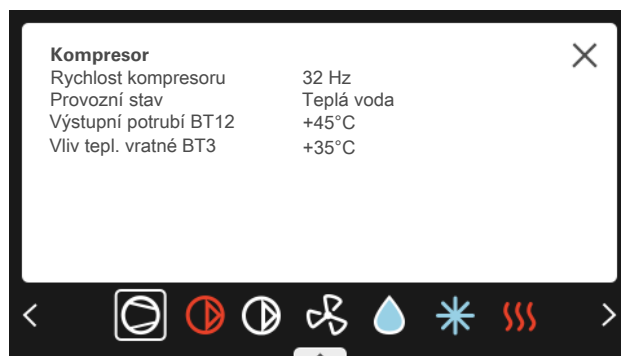 Kompresor
Rychlost kompresoru 32 Hz
Provozní stav Teplá voda
Výstupní potrubí BT12 +45°C
Vliv tepl. vratné BT3 +35°C